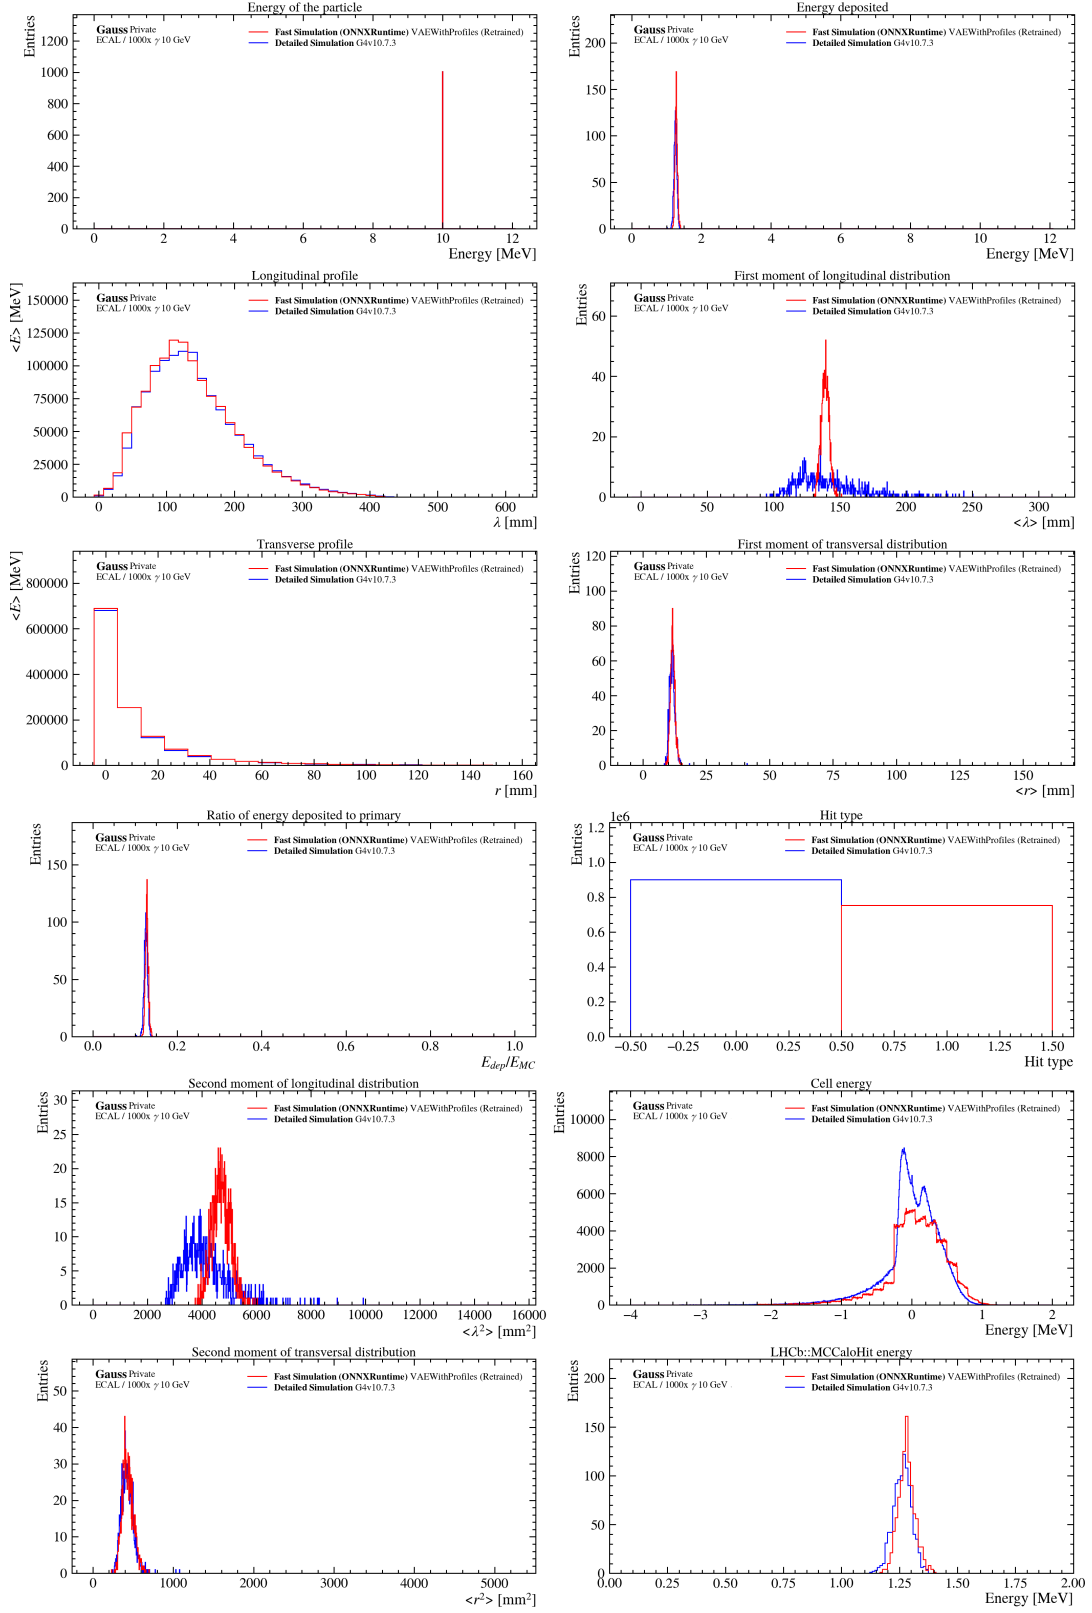 Energy of the particle
Entries
Gauss Private
ECAL / 1000x γ 10 GeV
Fast Simulation (ONNXRuntime) VAEWithProfiles (Retrained)
Detailed Simulation G4v10.7.3
1200
1000
800
600
400
200
0
0 2 4 6 8 10 12
Energy [MeV]
Energy deposited
Entries
Gauss Private
ECAL / 1000x γ 10 GeV
Fast Simulation (ONNXRuntime) VAEWithProfiles (Retrained)
Detailed Simulation G4v10.7.3
200
150
100
50
0
0 2 4 6 8 10 12
Energy [MeV]
Longitudinal profile
<E> [MeV]
Gauss Private
ECAL / 1000x γ 10 GeV
Fast Simulation (ONNXRuntime) VAEWithProfiles (Retrained)
Detailed Simulation G4v10.7.3
150000
125000
100000
75000
50000
25000
0
0 100 200 300 400 500 600
λ [mm]
First moment of longitudinal distribution
Entries
Gauss Private
ECAL / 1000x γ 10 GeV
Fast Simulation (ONNXRuntime) VAEWithProfiles (Retrained)
Detailed Simulation G4v10.7.3
60
40
20
0
0 50 100 150 200 250 300
<λ> [mm]
Transverse profile
<E> [MeV]
Gauss Private
ECAL / 1000x γ 10 GeV
Fast Simulation (ONNXRuntime) VAEWithProfiles (Retrained)
Detailed Simulation G4v10.7.3
800000
600000
400000
200000
0
0 20 40 60 80 100 120 140 160
r [mm]
First moment of transversal distribution
Entries
Gauss Private
ECAL / 1000x γ 10 GeV
Fast Simulation (ONNXRuntime) VAEWithProfiles (Retrained)
Detailed Simulation G4v10.7.3
120
100
80
60
40
20
0
0 25 50 75 100 125 150
<r> [mm]
Ratio of energy deposited to primary
Entries
Gauss Private
ECAL / 1000x γ 10 GeV
Fast Simulation (ONNXRuntime) VAEWithProfiles (Retrained)
Detailed Simulation G4v10.7.3
150
100
50
0
0.0 0.2 0.4 0.6 0.8 1.0
E_dep/E_MC
Hit type
1e6
Entries
Gauss Private
ECAL / 1000x γ 10 GeV
Fast Simulation (ONNXRuntime) VAEWithProfiles (Retrained)
Detailed Simulation G4v10.7.3
1.2
1.0
0.8
0.6
0.4
0.2
0.0
−0.50 −0.25 0.00 0.25 0.50 0.75 1.00 1.25 1.50
Hit type
Second moment of longitudinal distribution
Entries
Gauss Private
ECAL / 1000x γ 10 GeV
Fast Simulation (ONNXRuntime) VAEWithProfiles (Retrained)
Detailed Simulation G4v10.7.3
30
25
20
15
10
5
0
0 2000 4000 6000 8000 10000 12000 14000 16000
<λ²> [mm²]
Cell energy
Entries
Gauss Private
ECAL / 1000x γ 10 GeV
Fast Simulation (ONNXRuntime) VAEWithProfiles (Retrained)
Detailed Simulation G4v10.7.3
10000
8000
6000
4000
2000
0
−4 −3 −2 −1 0 1 2
Energy [MeV]
Second moment of transversal distribution
Entries
Gauss Private
ECAL / 1000x γ 10 GeV
Fast Simulation (ONNXRuntime) VAEWithProfiles (Retrained)
Detailed Simulation G4v10.7.3
50
40
30
20
10
0
0 1000 2000 3000 4000 5000
<r²> [mm²]
LHCb::MCCaloHit energy
Entries
Gauss Private
ECAL / 1000x γ 10 GeV
Fast Simulation (ONNXRuntime) VAEWithProfiles (Retrained)
Detailed Simulation G4v10.7.3
200
150
100
50
0
0.00 0.25 0.50 0.75 1.00 1.25 1.50 1.75 2.00
Energy [MeV]